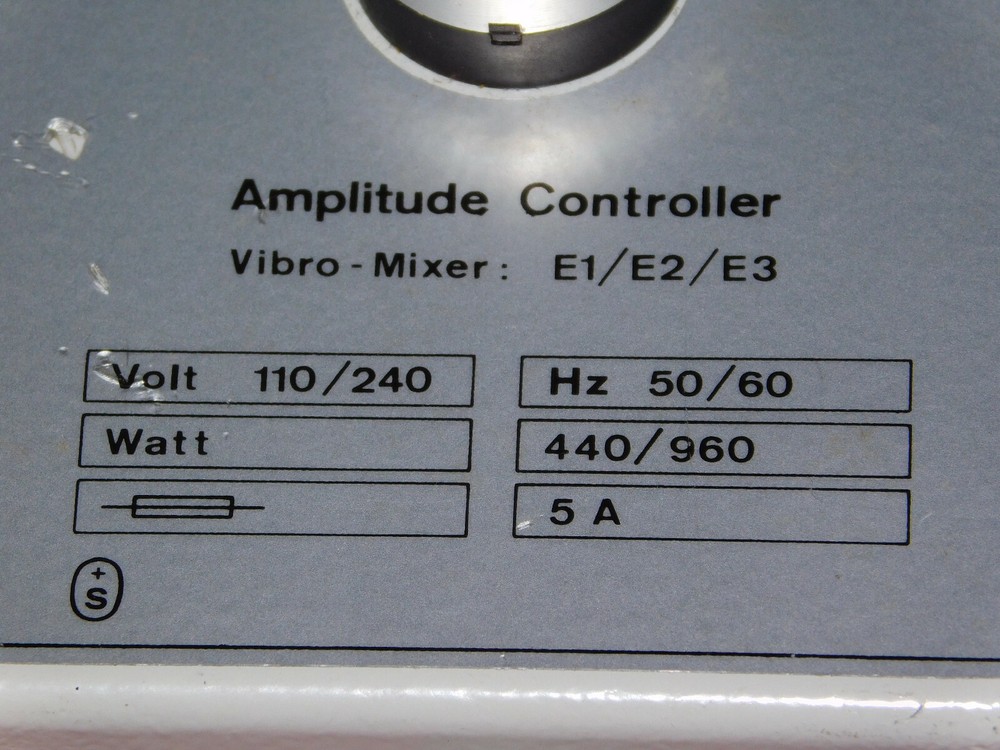 Amplitude Controller
Vibro-Mixer: E1/E2/E3
Volt 110/240 Hz 50/60
Watt 440/960
5 A
+
S